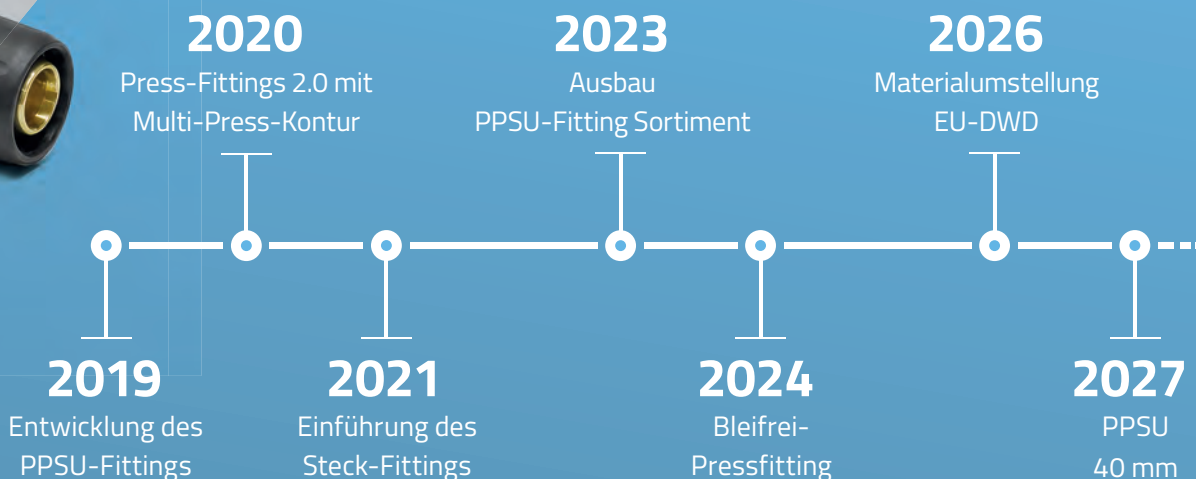 2020
Press-Fittings 2.0 mit
Multi-Press-Kontur
2023
Ausbau
PPSU-Fitting Sortiment
2026
Materialumstellung
EU-DWD
2019
Entwicklung des
PPSU-Fittings
2021
Einführung des
Steck-Fittings
2024
Bleifrei-
Pressfitting
2027
PPSU
40 mm